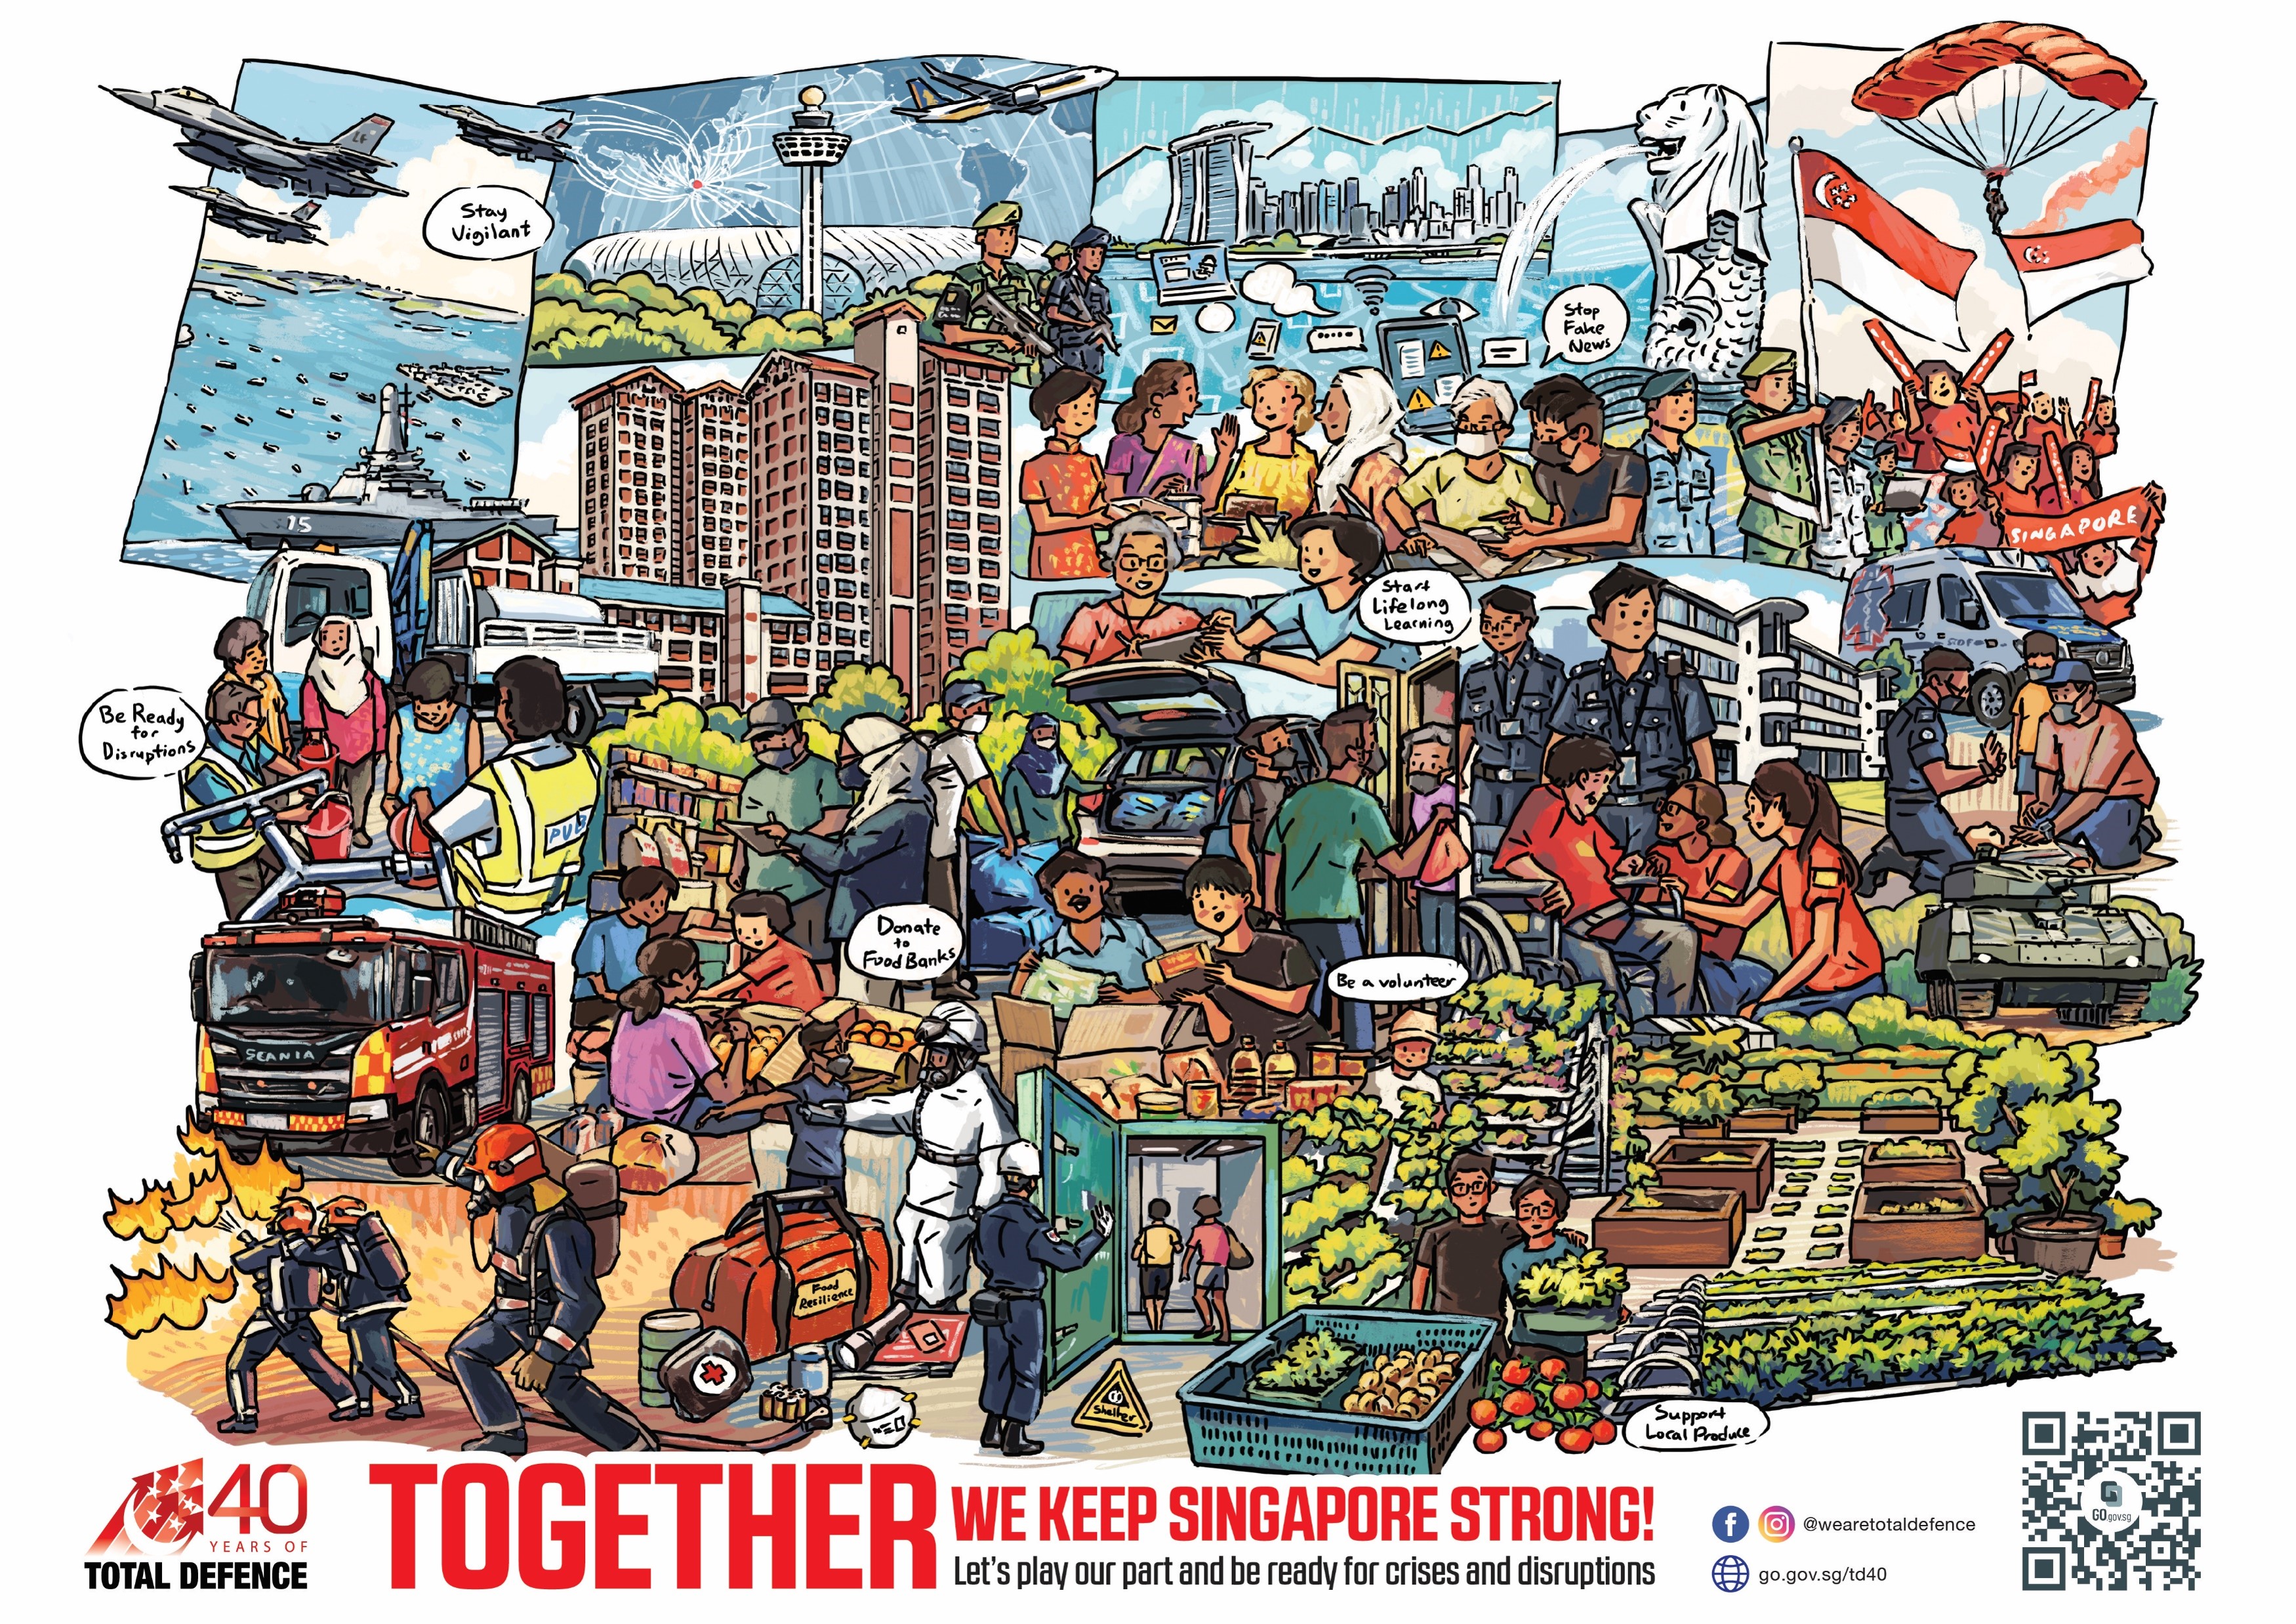 Stay
Vigilant
LF
15
Stop
Fake
News
SINGAPORE
Start
Lifelong
Learning
Be Ready
for
Disruptions
PUB
Donate
to
Food Banks
Be a volunteer
SCANIA
Food
Resilience
CD
Shelter
Support
Local Produce
40
YEARS OF
TOTAL DEFENCE
TOGETHER
WE KEEP SINGAPORE STRONG!
Let's play our part and be ready for crises and disruptions
@wearetotaldefence
go.gov.sg/td40
GO.gov.sg